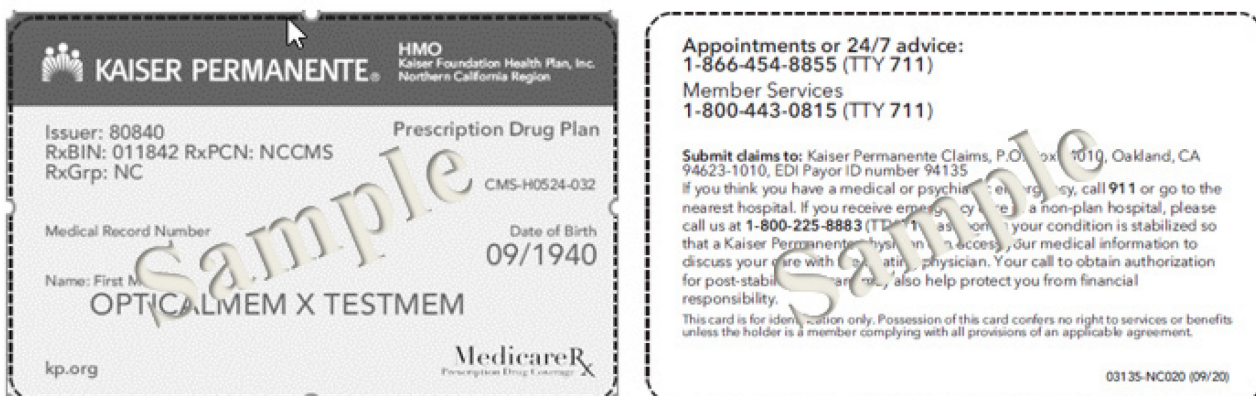 KAISER PERMANENTE®
HMO
Kaiser Foundation Health Plan, Inc.
Northern California Region
Issuer: 80840
RxBIN: 011842 RxPCN: NCCMS
RxGrp: NC
Prescription Drug Plan
CMS-H0524-032
Medical Record Number
Date of Birth
09/1940
Name: First
OPTICALMEM X TESTMEM
kp.org
MedicareRx
Prescription Drug Coverage
Sample
Appointments or 24/7 advice:
1-866-454-8855 (TTY 711)
Member Services
1-800-443-0815 (TTY 711)
Submit claims to: Kaiser Permanente Claims, P.O. Oakland, CA
94623-1010, EDI Payor ID number 94135
If you think you have a medical or emergency, call 911 or go to the
nearest hospital. If you receive emergency a non-plan hospital, please
call us at 1-800-225-8883 your condition is stabilized so
that a Kaiser Permanente access your medical information to
discuss your care with physician. Your call to obtain authorization
for also help protect you from financial
responsibility.
This card is for identification only. Possession of this card confers no right to services or benefits
unless the holder is a member complying with all provisions of an applicable agreement.
03135-NC020 (09/20)
Sample